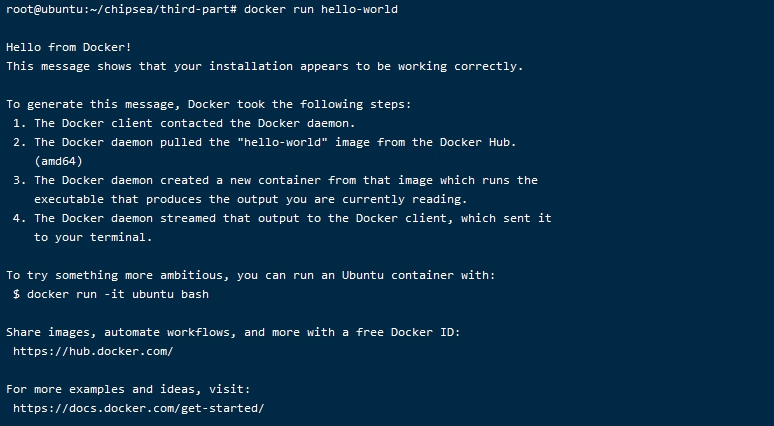 root@ubuntu:~/chipsea/third-part# docker run hello-world
Hello from Docker!
This message shows that your installation appears to be working correctly.
To generate this message, Docker took the following steps:
1. The Docker client contacted the Docker daemon.
2. The Docker daemon pulled the "hello-world" image from the Docker Hub.
(amd64)
3. The Docker daemon created a new container from that image which runs the
executable that produces the output you are currently reading.
4. The Docker daemon streamed that output to the Docker client, which sent it
to your terminal.
To try something more ambitious, you can run an Ubuntu container with:
$ docker run -it ubuntu bash
Share images, automate workflows, and more with a free Docker ID:
https://hub.docker.com/
For more examples and ideas, visit:
https://docs.docker.com/get-started/